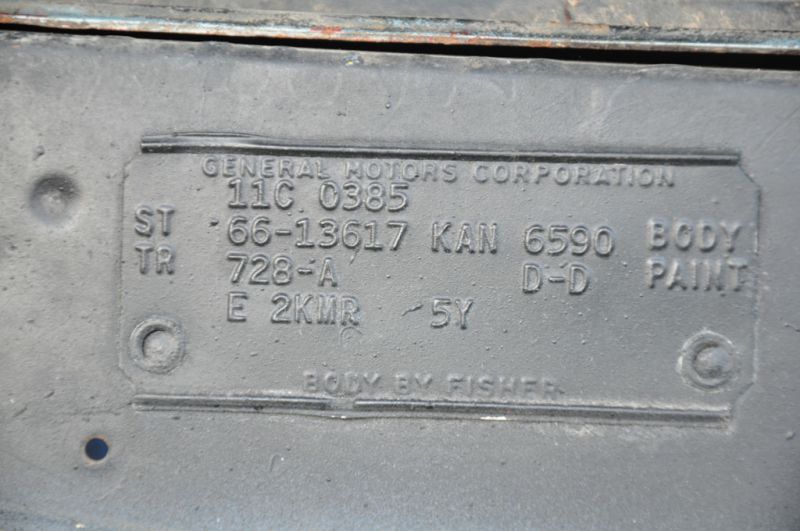 GENERAL MOTORS CORPORATION
11C 0385
ST 66-13617 KAN 6590 BODY
TR 728-A D-D PAINT
E 2KMR 5Y
BODY BY FISHER